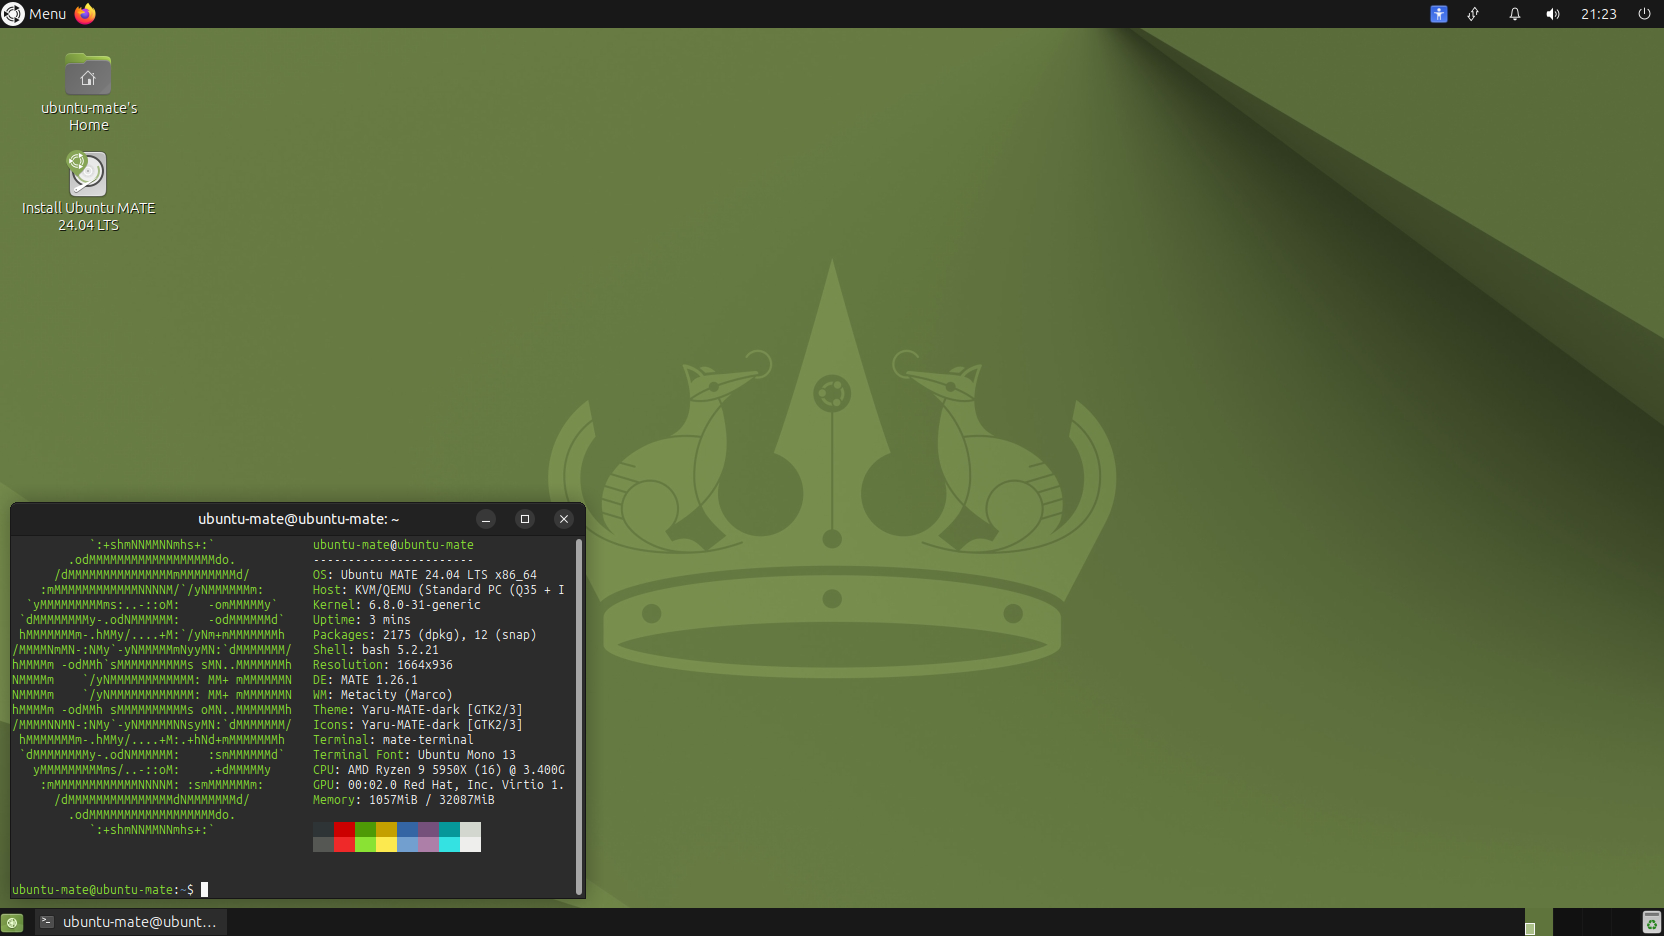 Menu
21:23
ubuntu-mate's
Home
Install Ubuntu MATE
24.04 LTS
ubuntu-mate@ubuntu-mate: ~
`:+shmNNMMNNmhs+:`
.odMMMMMMMMMMMMMMMMMMdo.
/dMMMMMMMMMMMMMMMmMMMMMMMMd/
:mMMMMMMMMMMMMNNNNM/`/yNMMMMMMm:
`yMMMMMMMMMms:..-::oM:    -omMMMMMy`
`dMMMMMMMMy-.odNMMMMMM:    -odMMMMMMd`
hMMMMMMMm-.hMMy/....+M:`/yNm+mMMMMMMMh
/MMMMNmMN-:NMy`-yNMMMMMmNyyMN:`dMMMMMMM/
hMMMMm -odMMh`sMMMMMMMMMMs sMN..MMMMMMMh
NMMMMm    `/yNMMMMMMMMMMMM: MM+ mMMMMMMN
NMMMMm    `/yNMMMMMMMMMMMM: MM+ mMMMMMMN
hMMMMm -odMMh sMMMMMMMMMMs oMN..MMMMMMMh
/MMMMNNMN-:NMy`-yNMMMMMNNsyMN:`dMMMMMMM/
hMMMMMMMm-.hMMy/....+M:.+hNd+mMMMMMMMh
`dMMMMMMMMy-.odNMMMMMM:    :smMMMMMMd`
yMMMMMMMMMms/..-::oM:    .+dMMMMMy
:mMMMMMMMMMMMMNNNNM: :smMMMMMMm:
/dMMMMMMMMMMMMMMMdNMMMMMMMd/
.odMMMMMMMMMMMMMMMMMMdo.
`:+shmNNMMNNmhs+:`
ubuntu-mate@ubuntu-mate
-----------------------
OS: Ubuntu MATE 24.04 LTS x86_64
Host: KVM/QEMU (Standard PC (Q35 + I
Kernel: 6.8.0-31-generic
Uptime: 3 mins
Packages: 2175 (dpkg), 12 (snap)
Shell: bash 5.2.21
Resolution: 1664x936
DE: MATE 1.26.1
WM: Metacity (Marco)
Theme: Yaru-MATE-dark [GTK2/3]
Icons: Yaru-MATE-dark [GTK2/3]
Terminal: mate-terminal
Terminal Font: Ubuntu Mono 13
CPU: AMD Ryzen 9 5950X (16) @ 3.400G
GPU: 00:02.0 Red Hat, Inc. Virtio 1.
Memory: 1057MiB / 32087MiB
ubuntu-mate@ubuntu-mate:~$
ubuntu-mate@ubunt…